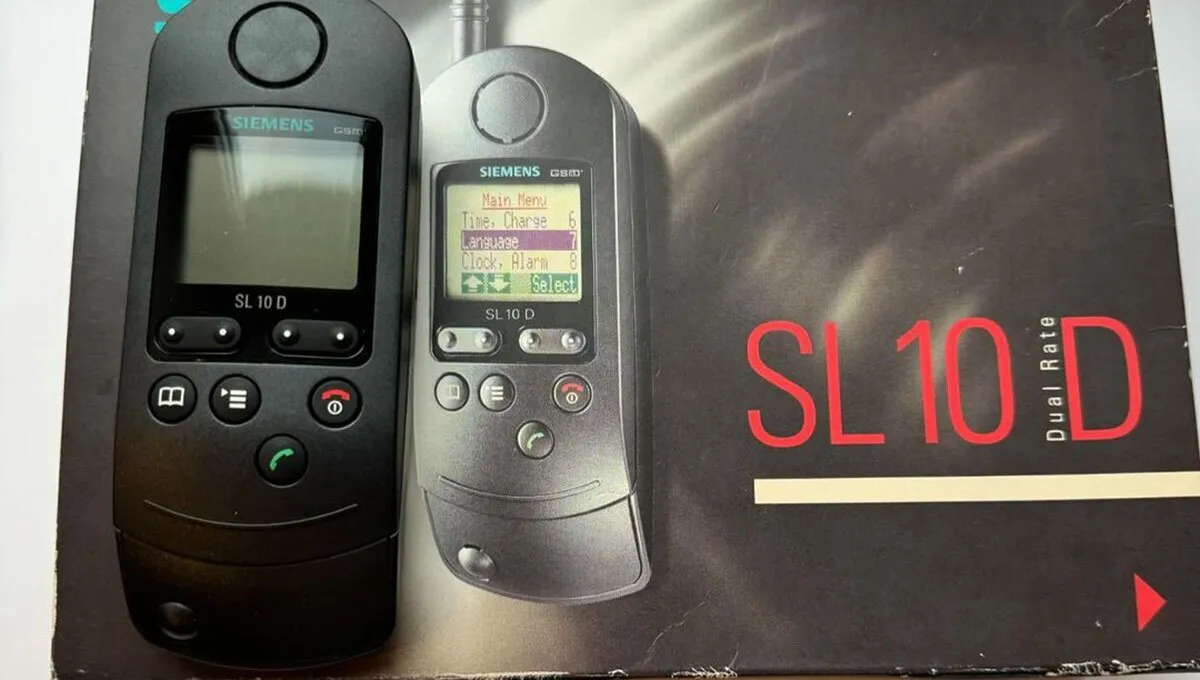 SIEMENS GSM
SL 10 D
SIEMENS GSM
Main Menu
Time, Charge 6
Language 7
Clock, Alarm 8
Select
SL 10 D
SL 10 Dual Rate D